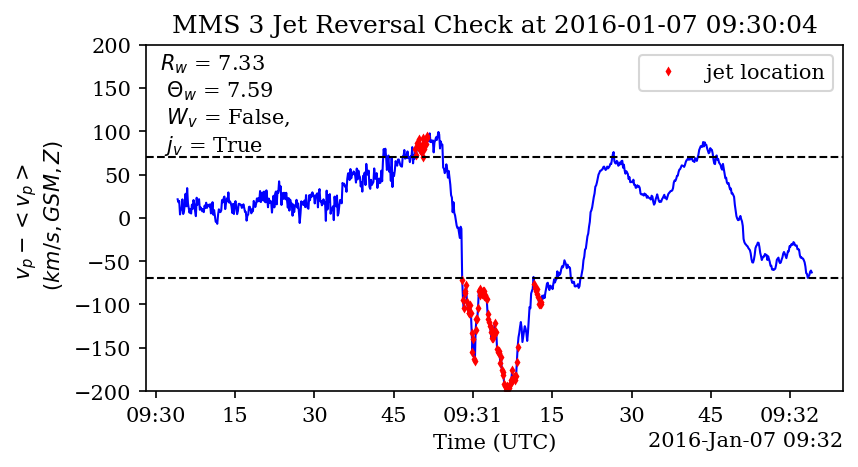 MMS 3 Jet Reversal Check at 2016-01-07 09:30:04
R_w = 7.33
Θ_w = 7.59
W_v = False,
j_v = True
jet location
v_p − < v_p >
(km/s, GSM, Z)
200
150
100
50
0
−50
−100
−150
−200
09:30 15 30 45 09:31 15 30 45 09:32
Time (UTC)
2016-Jan-07 09:32